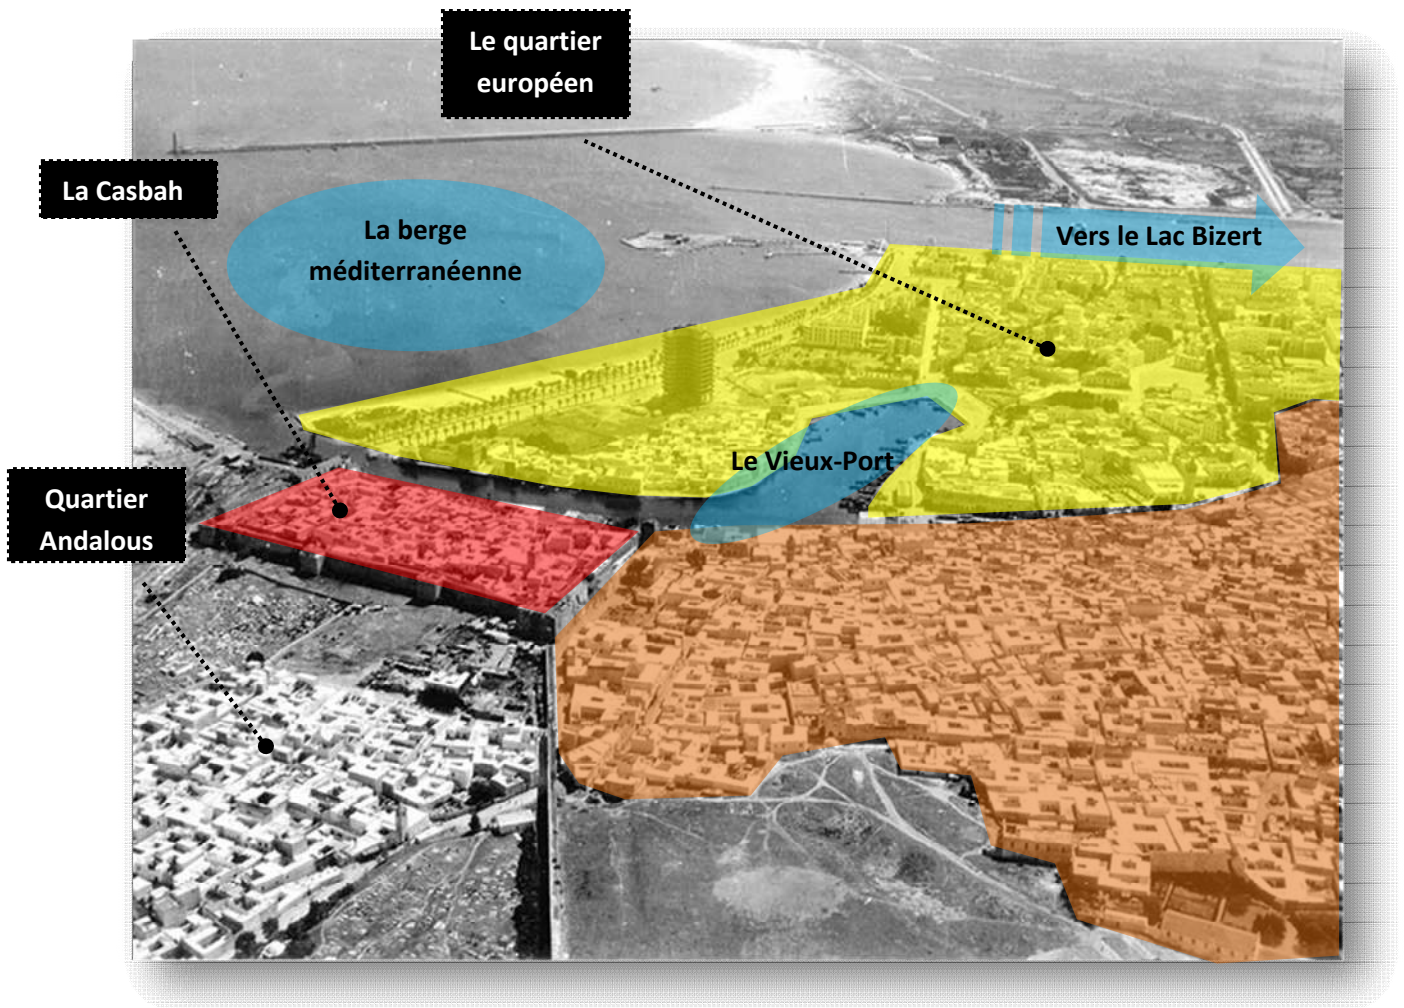 Le quartier
européen
La Casbah
La berge
méditerranéenne
Vers le Lac Bizert
Le Vieux-Port
Quartier
Andalous